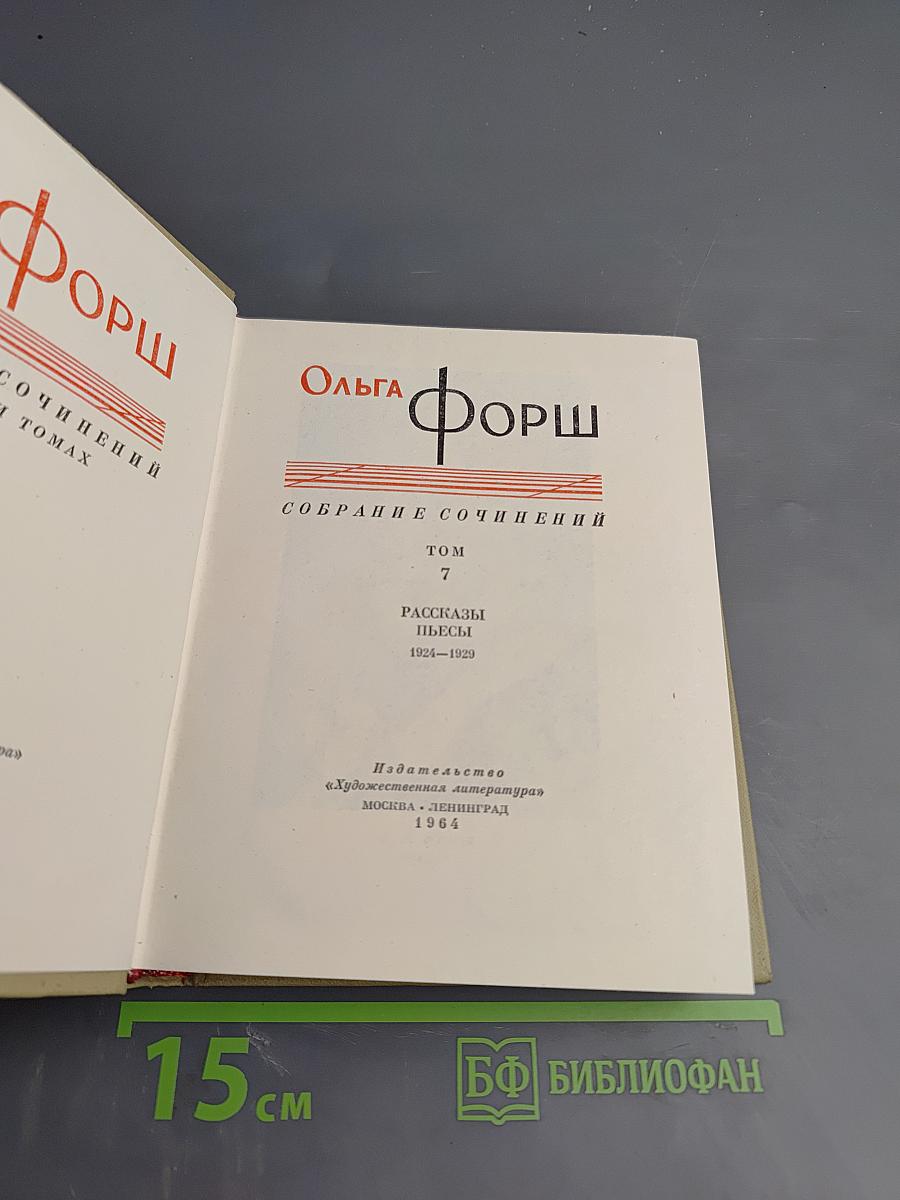 Форш
СОЧИНЕНИЙ
ТОМАХ
Ольга Форш
СОБРАНИЕ СОЧИНЕНИЙ
ТОМ
7
РАССКАЗЫ
ПЬЕСЫ
1924—1929
Издательство
«Художественная литература»
МОСКВА • ЛЕНИНГРАД
1964
15 см
БФ БИБЛИОФАН